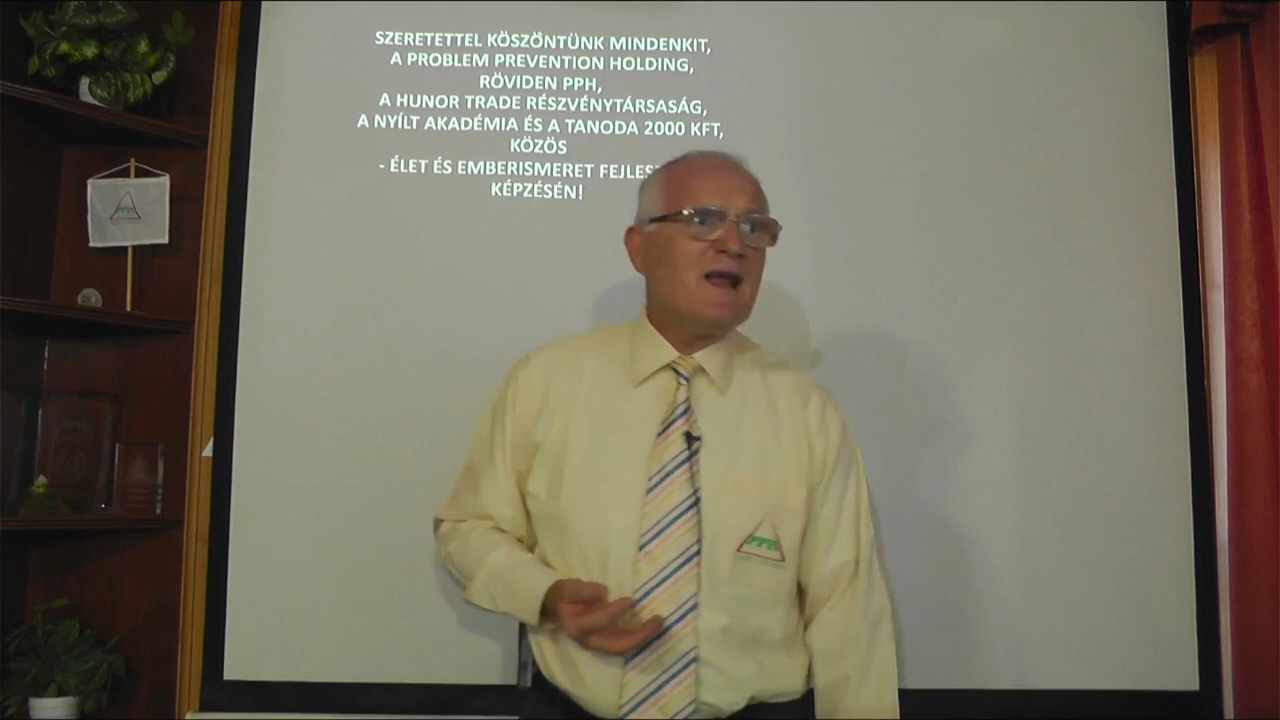 SZERETETTEL KÖSZÖNTÜNK MINDENKIT,
A PROBLEM PREVENTION HOLDING,
RÖVIDEN PPH,
A HUNOR TRADE RÉSZVÉNYTÁRSASÁG,
A NYÍLT AKADÉMIA ÉS A TANODA 2000 KFT,
KÖZÖS
- ÉLET ÉS EMBERISMERET
KÉPZÉSÉN!